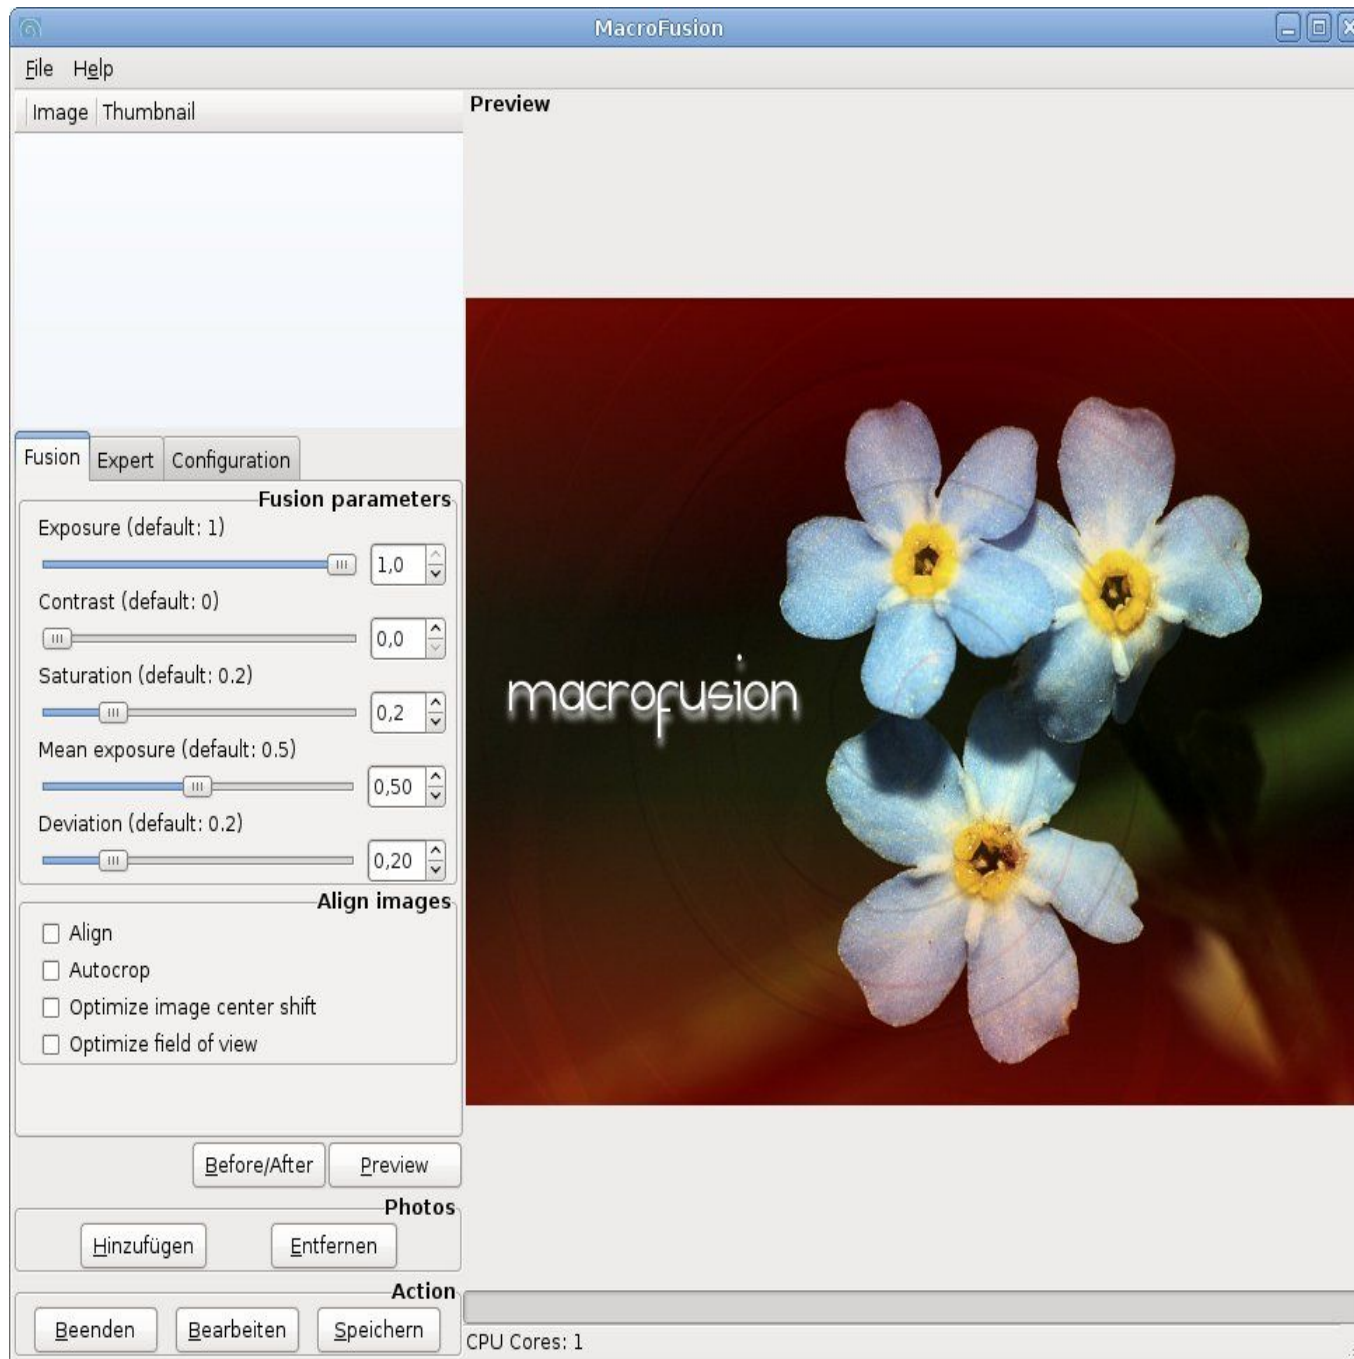 MacroFusion
File Help
Image Thumbnail
Preview
Fusion Expert Configuration
Fusion parameters
Exposure (default: 1)
1,0
Contrast (default: 0)
0,0
Saturation (default: 0.2)
0,2
Mean exposure (default: 0.5)
0,50
Deviation (default: 0.2)
0,20
Align images
Align
Autocrop
Optimize image center shift
Optimize field of view
Before/After Preview
Photos
Hinzufügen Entfernen
Action
Beenden Bearbeiten Speichern
macrofusion
CPU Cores: 1